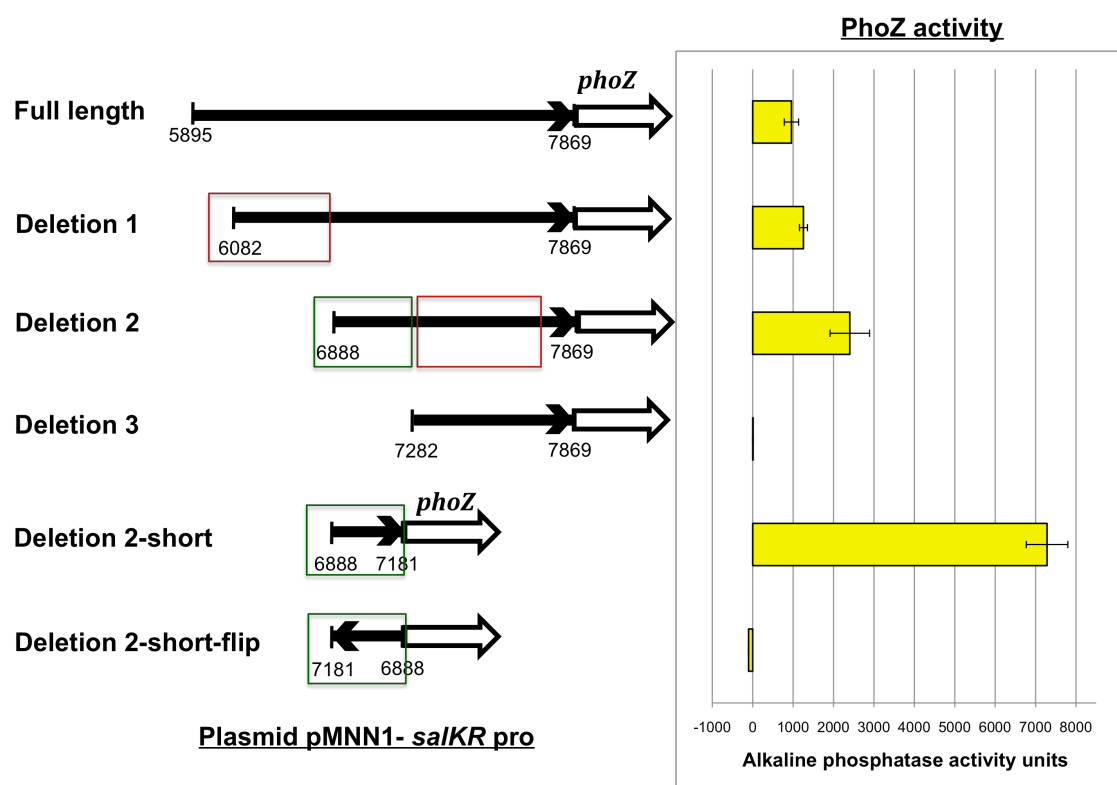 PhoZ activity
phoZ
Full length
5895
7869
Deletion 1
6082
7869
Deletion 2
6888
7869
Deletion 3
7282
7869
phoZ
Deletion 2-short
6888
7181
Deletion 2-short-flip
7181
6888
-1000 0 1000 2000 3000 4000 5000 6000 7000 8000
Plasmid pMNN1- salKR pro
Alkaline phosphatase activity units